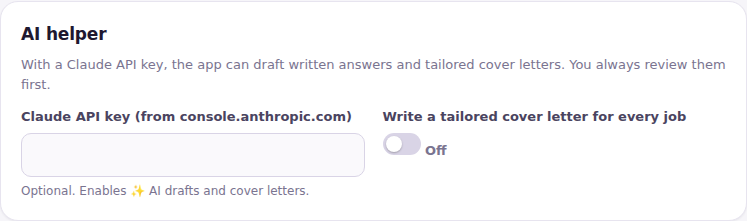 AI helper
With a Claude API key, the app can draft written answers and tailored cover letters. You always review them
first.
Claude API key (from console.anthropic.com)
Write a tailored cover letter for every job
Off
Optional. Enables ✨ AI drafts and cover letters.